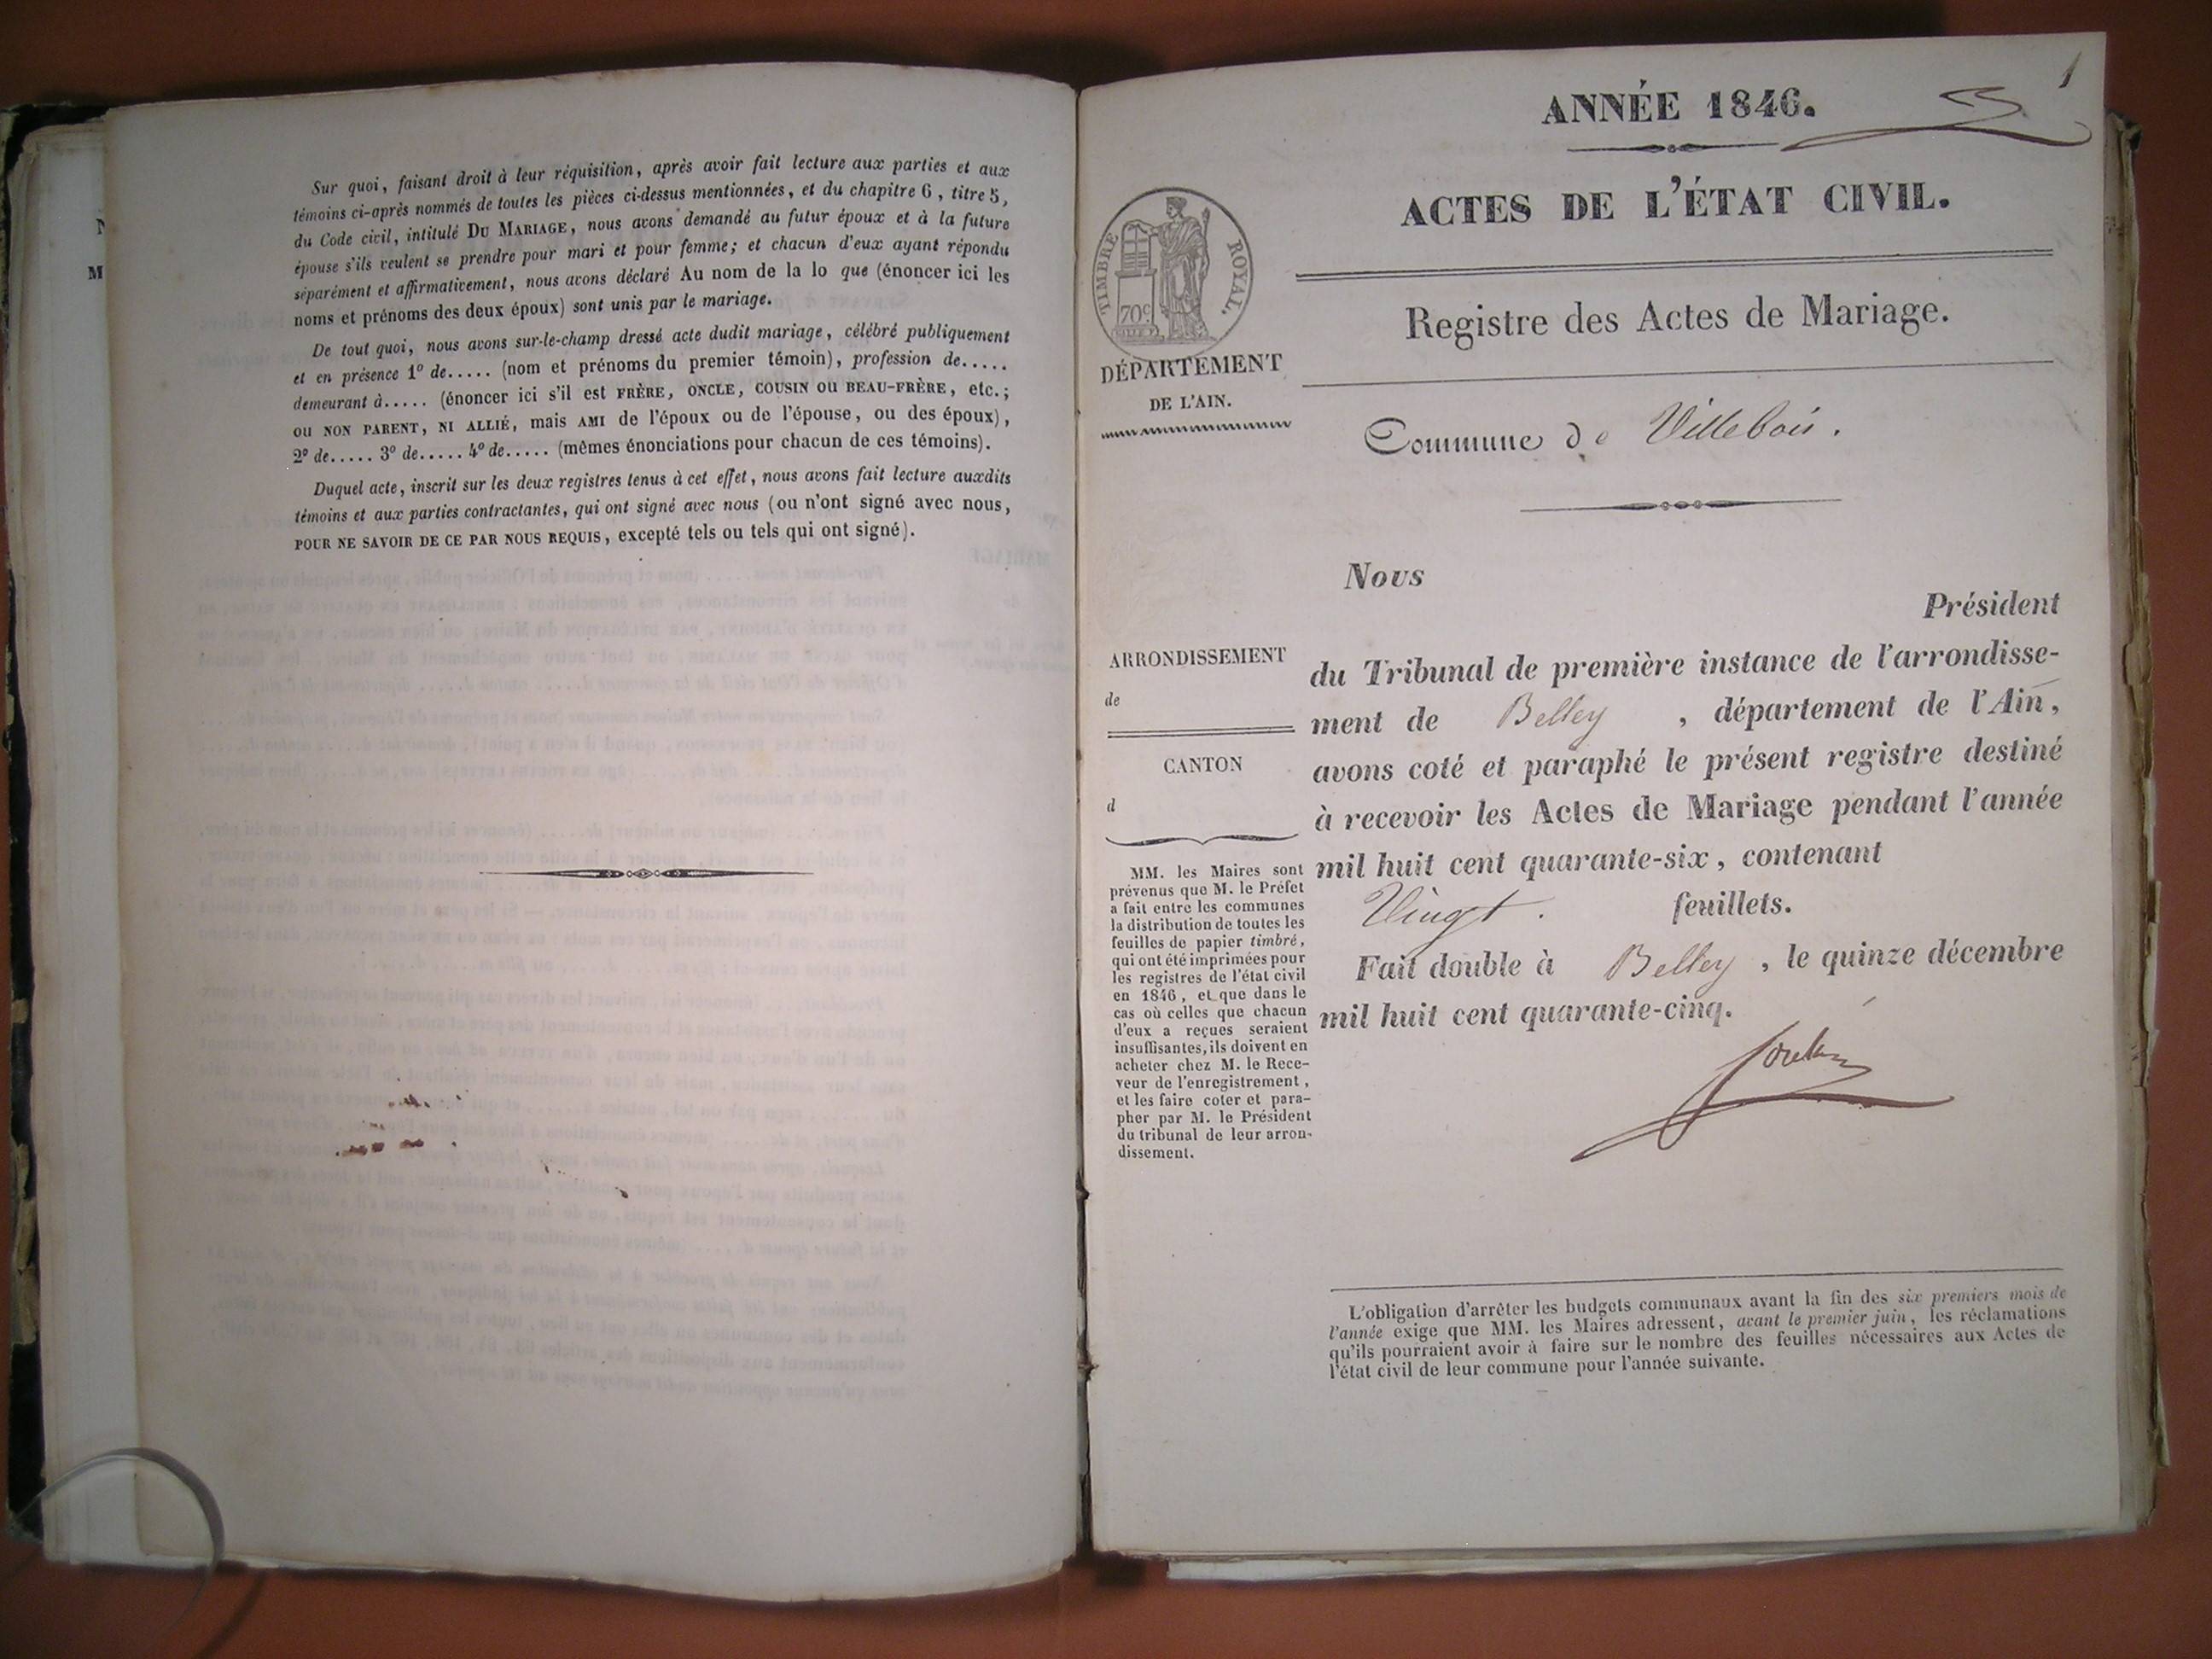 N
M
Sur quoi, faisant droit à leur réquisition, après avoir fait lecture aux parties et aux
témoins ci-après nommés de toutes les pièces ci-dessus mentionnées, et du chapitre 6, titre 5,
du Code civil, intitulé DU MARIAGE, nous avons demandé au futur époux et à la future
épouse s'ils veulent se prendre pour mari et pour femme; et chacun d'eux ayant répondu
séparément et affirmativement, nous avons déclaré Au nom de la lo que (énoncer ici les
noms et prénoms des deux époux) sont unis par le mariage.
De tout quoi, nous avons sur-le-champ dressé acte dudit mariage, célébré publiquement
et en présence 1º de..... (nom et prénoms du premier témoin), profession de.....
demeurant à..... (énoncer ici s'il est FRÈRE, ONCLE, COUSIN OU BEAU-FRÈRE, etc.;
ou NON PARENT, NI ALLIÉ, mais AMI de l'époux ou de l'épouse, ou des époux),
2º de..... 3º de..... 4º de..... (mêmes énonciations pour chacun de ces témoins).
Duquel acte, inscrit sur les deux registres tenus à cet effet, nous avons fait lecture auxdits
témoins et aux parties contractantes, qui ont signé avec nous (ou n'ont signé avec nous,
POUR NE SAVOIR DE CE PAR NOUS REQUIS, excepté tels ou tels qui ont signé).
1
ANNÉE 1846.
ACTES DE L'ÉTAT CIVIL.
TIMBRE ROYAL.
70c
Registre des Actes de Mariage.
DÉPARTEMENT
DE L'AIN.
Commune de Villebois.
Nous
Président
du Tribunal de première instance de l'arrondisse-
ment de Belley, département de l'Ain,
avons coté et paraphé le présent registre destiné
à recevoir les Actes de Mariage pendant l'année
mil huit cent quarante-six, contenant
Vingt. feuillets.
Fait double à Belley, le quinze décembre
mil huit cent quarante-cinq.
ARRONDISSEMENT
de
CANTON
d
MM. les Maires sont
prévenus que M. le Préfet
a fait entre les communes
la distribution de toutes les
feuilles de papier timbré,
qui ont été imprimées pour
les registres de l'état civil
en 1846, et que dans le
cas où celles que chacun
d'eux a reçues seraient
insuffisantes, ils doivent en
acheter chez M. le Rece-
veur de l'enregistrement,
et les faire coter et para-
pher par M. le Président
du tribunal de leur arron-
dissement.
L'obligation d'arrêter les budgets communaux avant la fin des six premiers mois de
l'année exige que MM. les Maires adressent, avant le premier juin, les réclamations
qu'ils pourraient avoir à faire sur le nombre des feuilles nécessaires aux Actes de
l'état civil de leur commune pour l'année suivante.